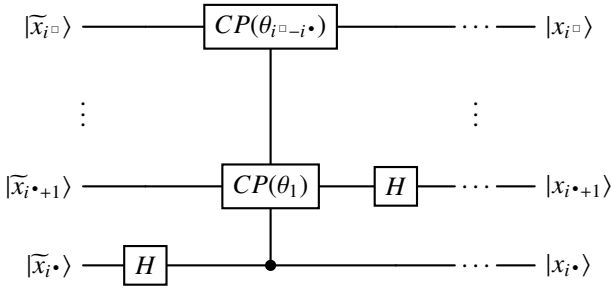 |x̃_{i□}⟩ CP(θ_{i□−i•}) ··· |x_{i□}⟩
⋮ ⋮
|x̃_{i•+1}⟩ CP(θ_1) H ··· |x_{i•+1}⟩
|x̃_{i•}⟩ H ··· |x_{i•}⟩